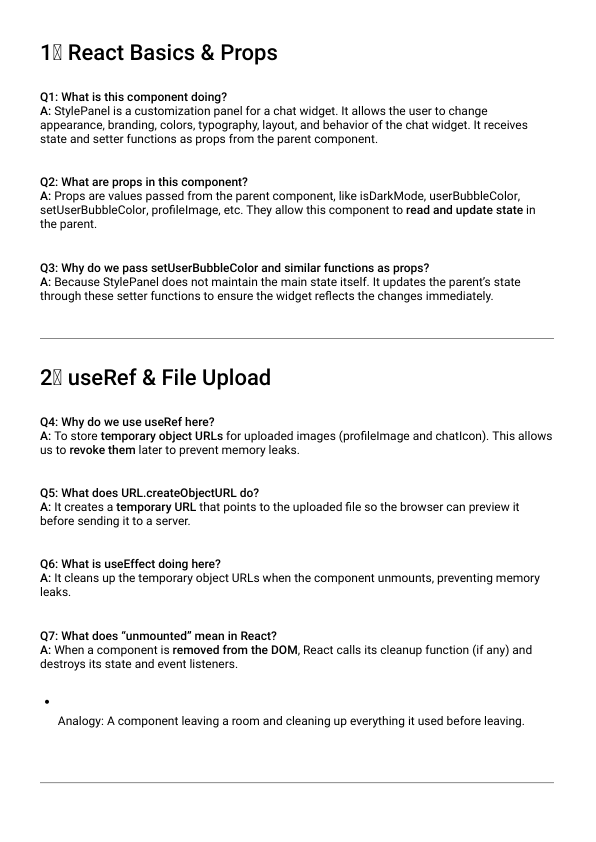 1 React Basics & Props
Q1: What is this component doing?
A: StylePanel is a customization panel for a chat widget. It allows the user to change
appearance, branding, colors, typography, layout, and behavior of the chat widget. It receives
state and setter functions as props from the parent component.
Q2: What are props in this component?
A: Props are values passed from the parent component, like isDarkMode, userBubbleColor,
setUserBubbleColor, profileImage, etc. They allow this component to read and update state in
the parent.
Q3: Why do we pass setUserBubbleColor and similar functions as props?
A: Because StylePanel does not maintain the main state itself. It updates the parent’s state
through these setter functions to ensure the widget reflects the changes immediately.
2 useRef & File Upload
Q4: Why do we use useRef here?
A: To store temporary object URLs for uploaded images (profileImage and chatIcon). This allows
us to revoke them later to prevent memory leaks.
Q5: What does URL.createObjectURL do?
A: It creates a temporary URL that points to the uploaded file so the browser can preview it
before sending it to a server.
Q6: What is useEffect doing here?
A: It cleans up the temporary object URLs when the component unmounts, preventing memory
leaks.
Q7: What does “unmounted” mean in React?
A: When a component is removed from the DOM, React calls its cleanup function (if any) and
destroys its state and event listeners.
•
Analogy: A component leaving a room and cleaning up everything it used before leaving.